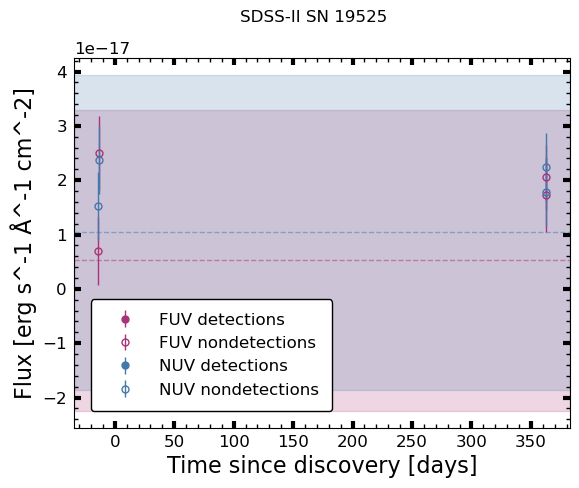 SDSS-II SN 19525
1e−17
4
3
2
1
0
−1
−2
Flux [erg s^-1 Å^-1 cm^-2]
FUV detections
FUV nondetections
NUV detections
NUV nondetections
0 50 100 150 200 250 300 350
Time since discovery [days]